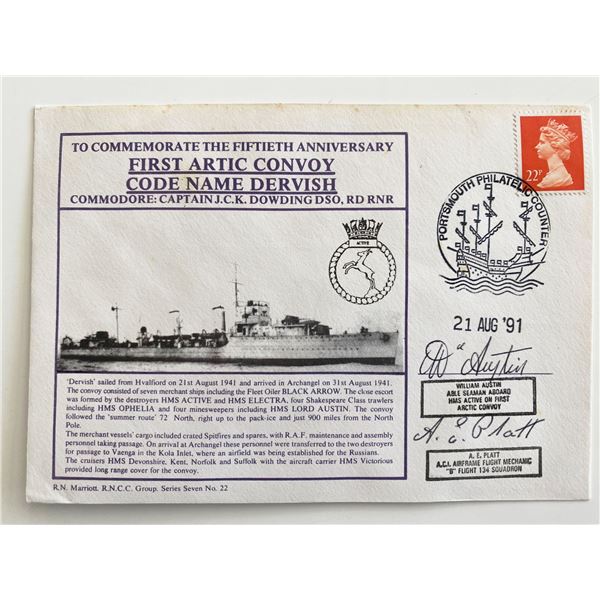 TO COMMEMORATE THE FIFTIETH ANNIVERSARY
FIRST ARTIC CONVOY
CODE NAME DERVISH
COMMODORE: CAPTAIN J.C.K. DOWDING DSO, RD RNR
ACTIVE
'Dervish' sailed from Hvalfiord on 21st August 1941 and arrived in Archangel on 31st August 1941.
The convoy consisted of seven merchant ships including the Fleet Oiler BLACK ARROW. The close escort
was formed by the destroyers HMS ACTIVE and HMS ELECTRA, four Shakespeare Class trawlers
including HMS OPHELIA and four minesweepers including HMS LORD AUSTIN. The convoy
followed the 'summer route' 72 North, right up to the pack-ice and just 900 miles from the North
Pole.
The merchant vessels' cargo included crated Spitfires and spares, with R.A.F. maintenance and assembly
personnel taking passage. On arrival at Archangel these personnel were transferred to the two destroyers
for passage to Vaenga in the Kola Inlet, where an airfield was being established for the Russians.
The cruisers HMS Devonshire, Kent, Norfolk and Suffolk with the aircraft carrier HMS Victorious
provided long range cover for the convoy.
R.N. Marriott. R.N.C.C. Group. Series Seven No. 22
22P
PORTSMOUTH PHILATELIC COUNTER
21 AUG '91
W Austin
WILLIAM AUSTIN
ABLE SEAMAN ABOARD
HMS ACTIVE ON FIRST
ARCTIC CONVOY
A. E. Platt
A. E. PLATT
A.C.I. AIRFRAME FLIGHT MECHANIC
"B" FLIGHT 134 SQUADRON